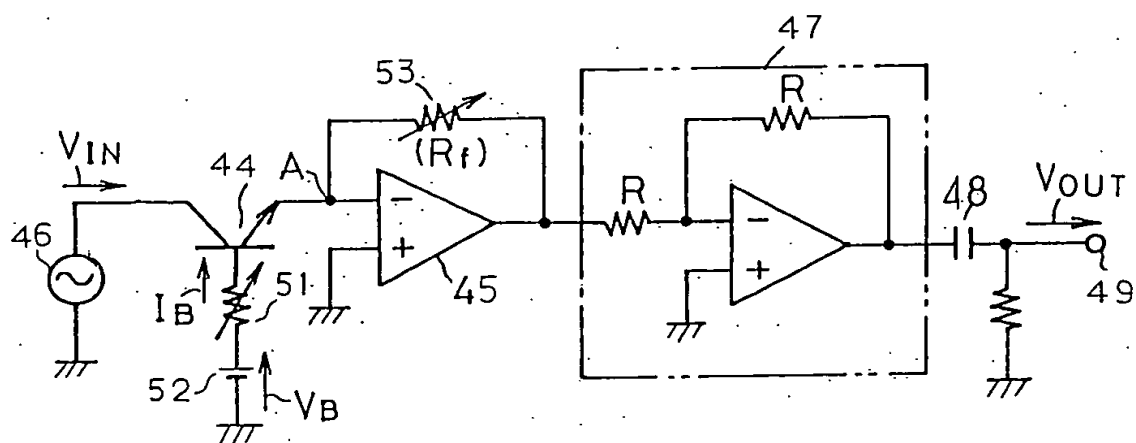 47
53
R
(Rf)
VIN
44
A
R
48
VOUT
−
+
−
+
46
IB
51
45
49
52
VB